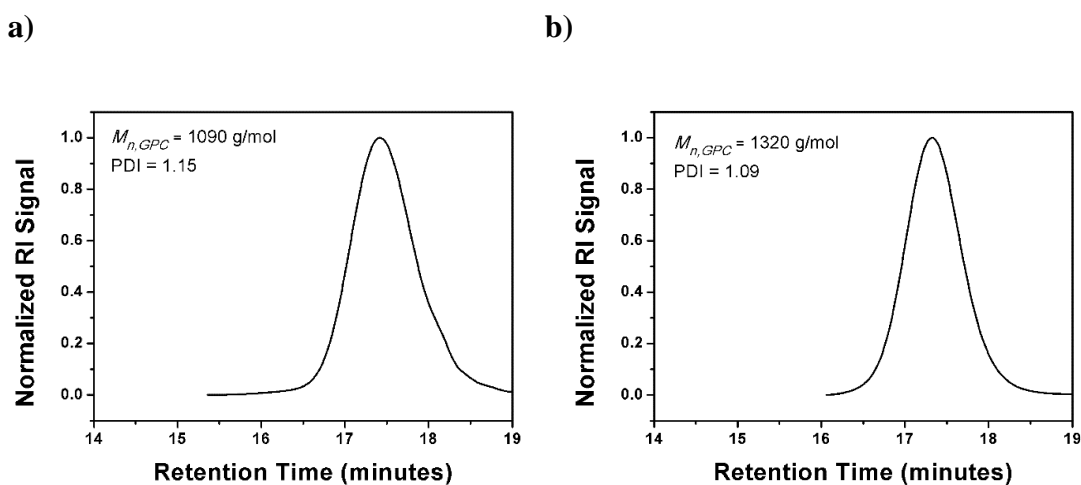 a)
M_n,GPC = 1090 g/mol
PDI = 1.15
Normalized RI Signal
1.0
0.8
0.6
0.4
0.2
0.0
14 15 16 17 18 19
Retention Time (minutes)
b)
M_n,GPC = 1320 g/mol
PDI = 1.09
Normalized RI Signal
1.0
0.8
0.6
0.4
0.2
0.0
14 15 16 17 18 19
Retention Time (minutes)